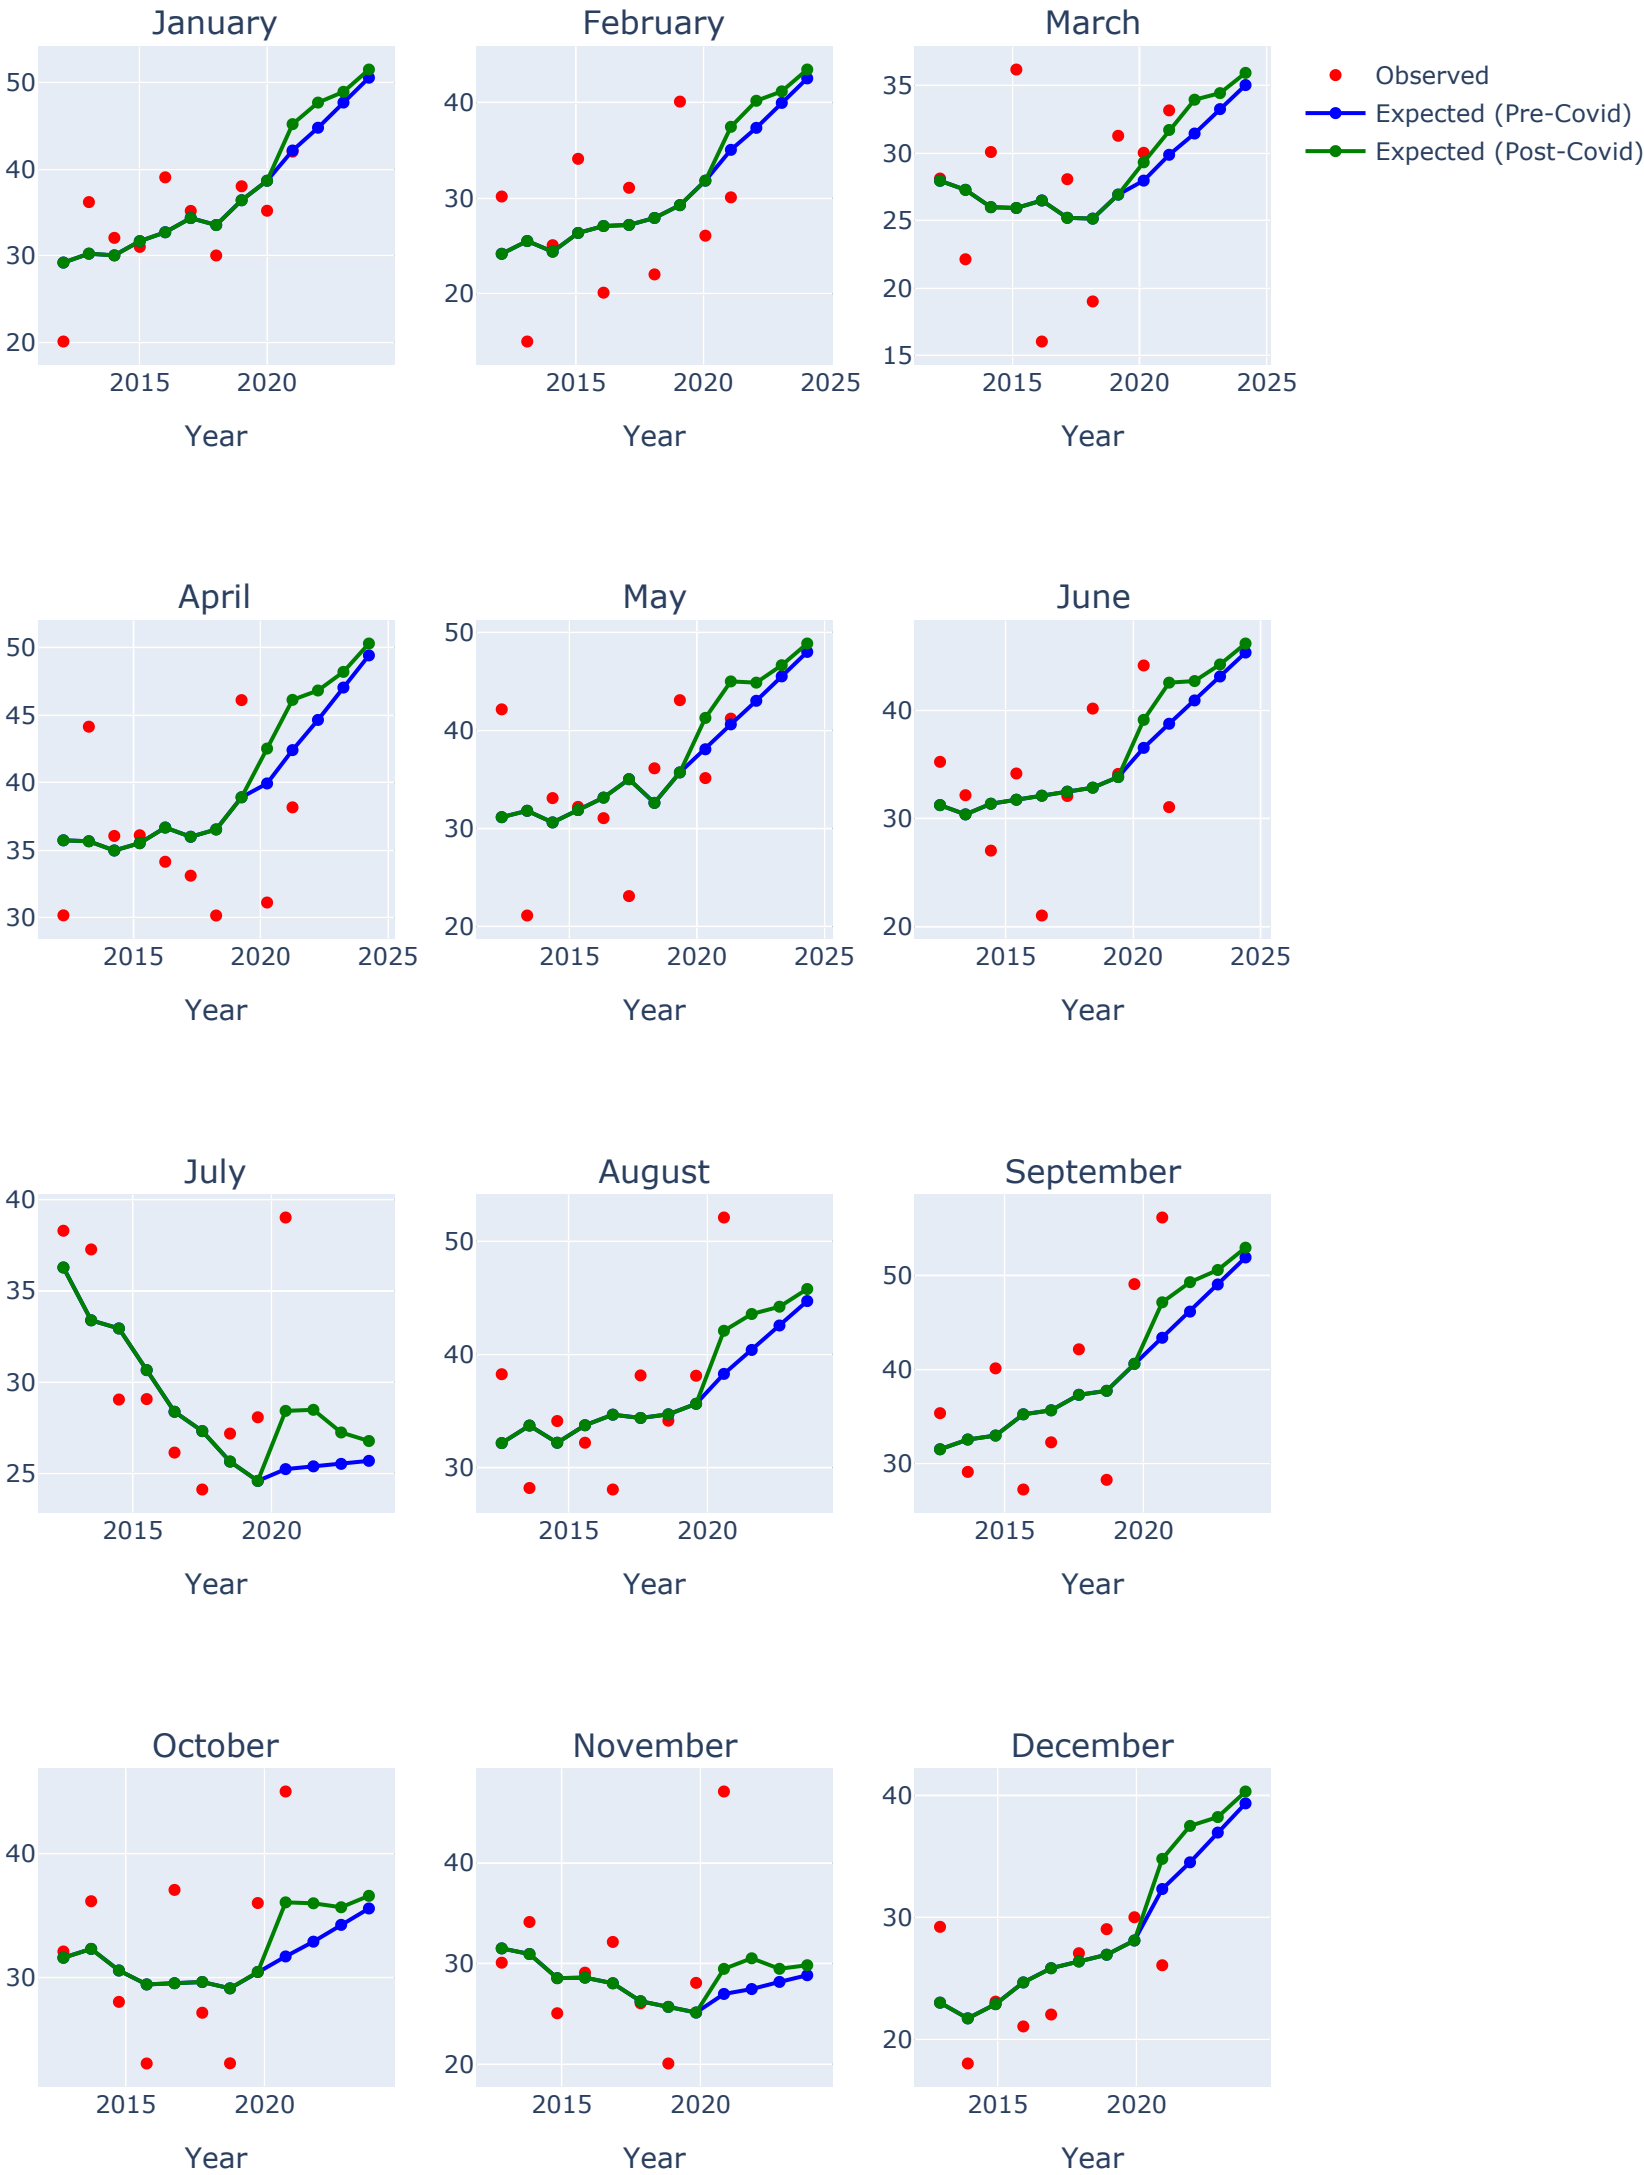 January
February
March
50
40
30
20
2015
2020
Year
40
30
20
2015
2020
2025
Year
35
30
25
20
15
2015
2020
2025
Year
Observed
Expected (Pre-Covid)
Expected (Post-Covid)
April
May
June
50
45
40
35
30
2015
2020
2025
Year
50
40
30
20
2015
2020
2025
Year
40
30
20
2015
2020
2025
Year
July
August
September
40
35
30
25
2015
2020
Year
50
40
30
2015
2020
Year
50
40
30
2015
2020
Year
October
November
December
40
30
2015
2020
Year
40
30
20
2015
2020
Year
40
30
20
2015
2020
Year